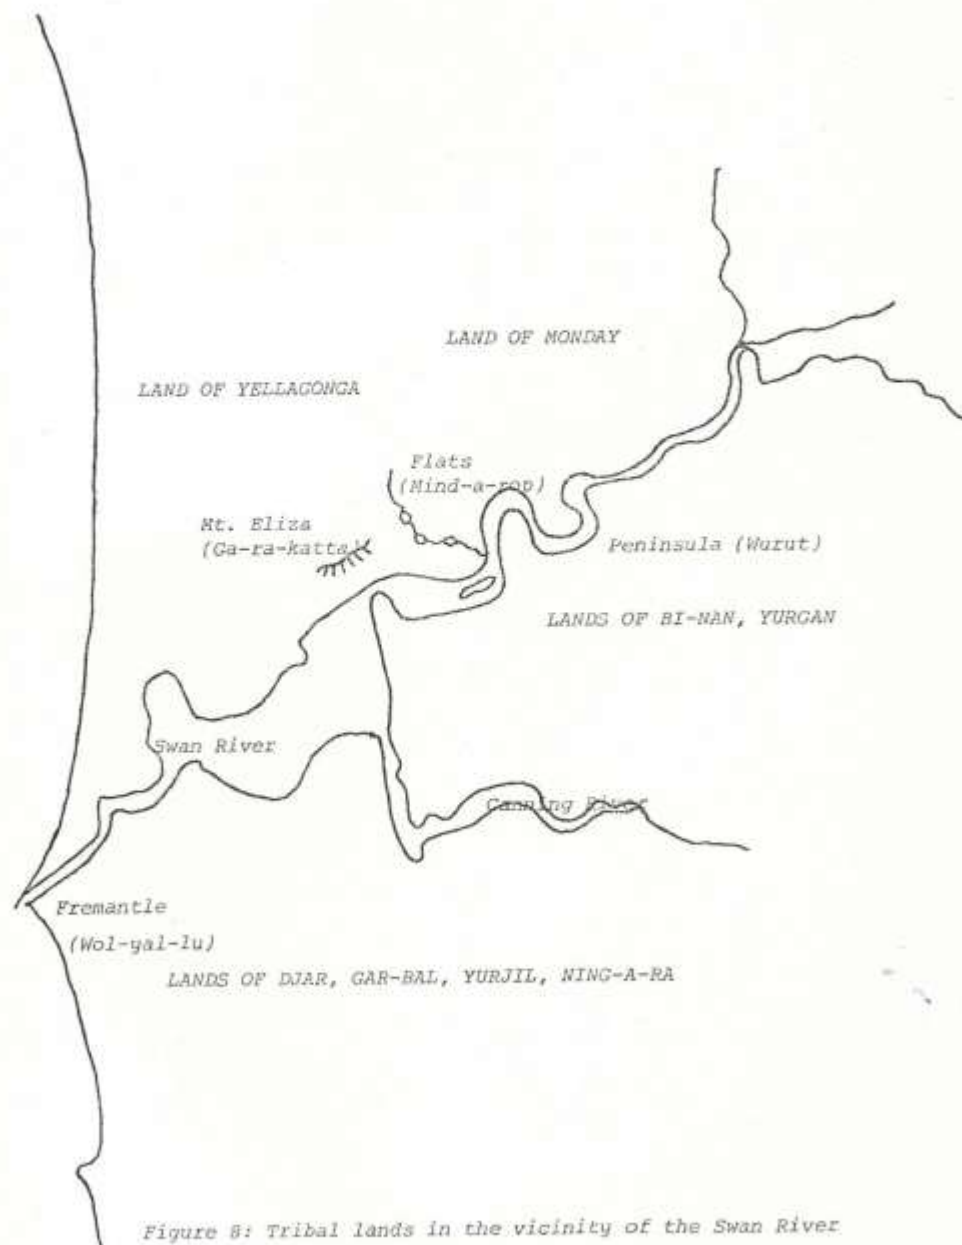 LAND OF MONDAY
LAND OF YELLAGONGA
Flats
(Mind-a-rop)
Mt. Eliza
(Ga-ra-katta)
Peninsula (Wurut)
LANDS OF BI-NAN, YURGAN
Swan River
Canning River
Fremantle
(Wol-yal-lu)
LANDS OF DJAR, GAR-BAL, YURJIL, NING-A-RA
Figure 8: Tribal lands in the vicinity of the Swan River